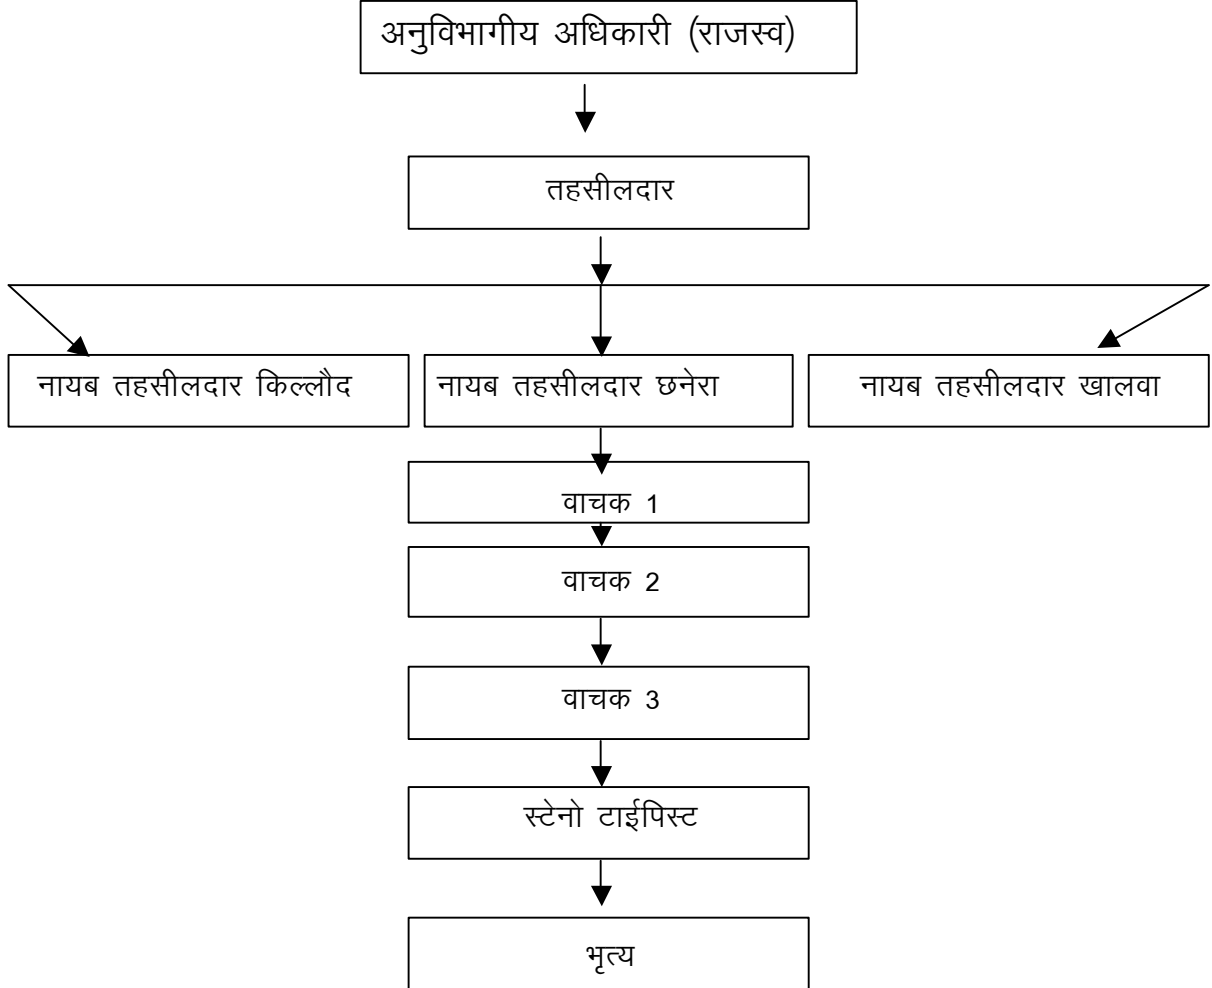 अनुविभागीय अधिकारी (राजस्व)
तहसीलदार
नायब तहसीलदार किल्लौद
नायब तहसीलदार छनेरा
नायब तहसीलदार खालवा
वाचक 1
वाचक 2
वाचक 3
स्टेनो टाईपिस्ट
भृत्य